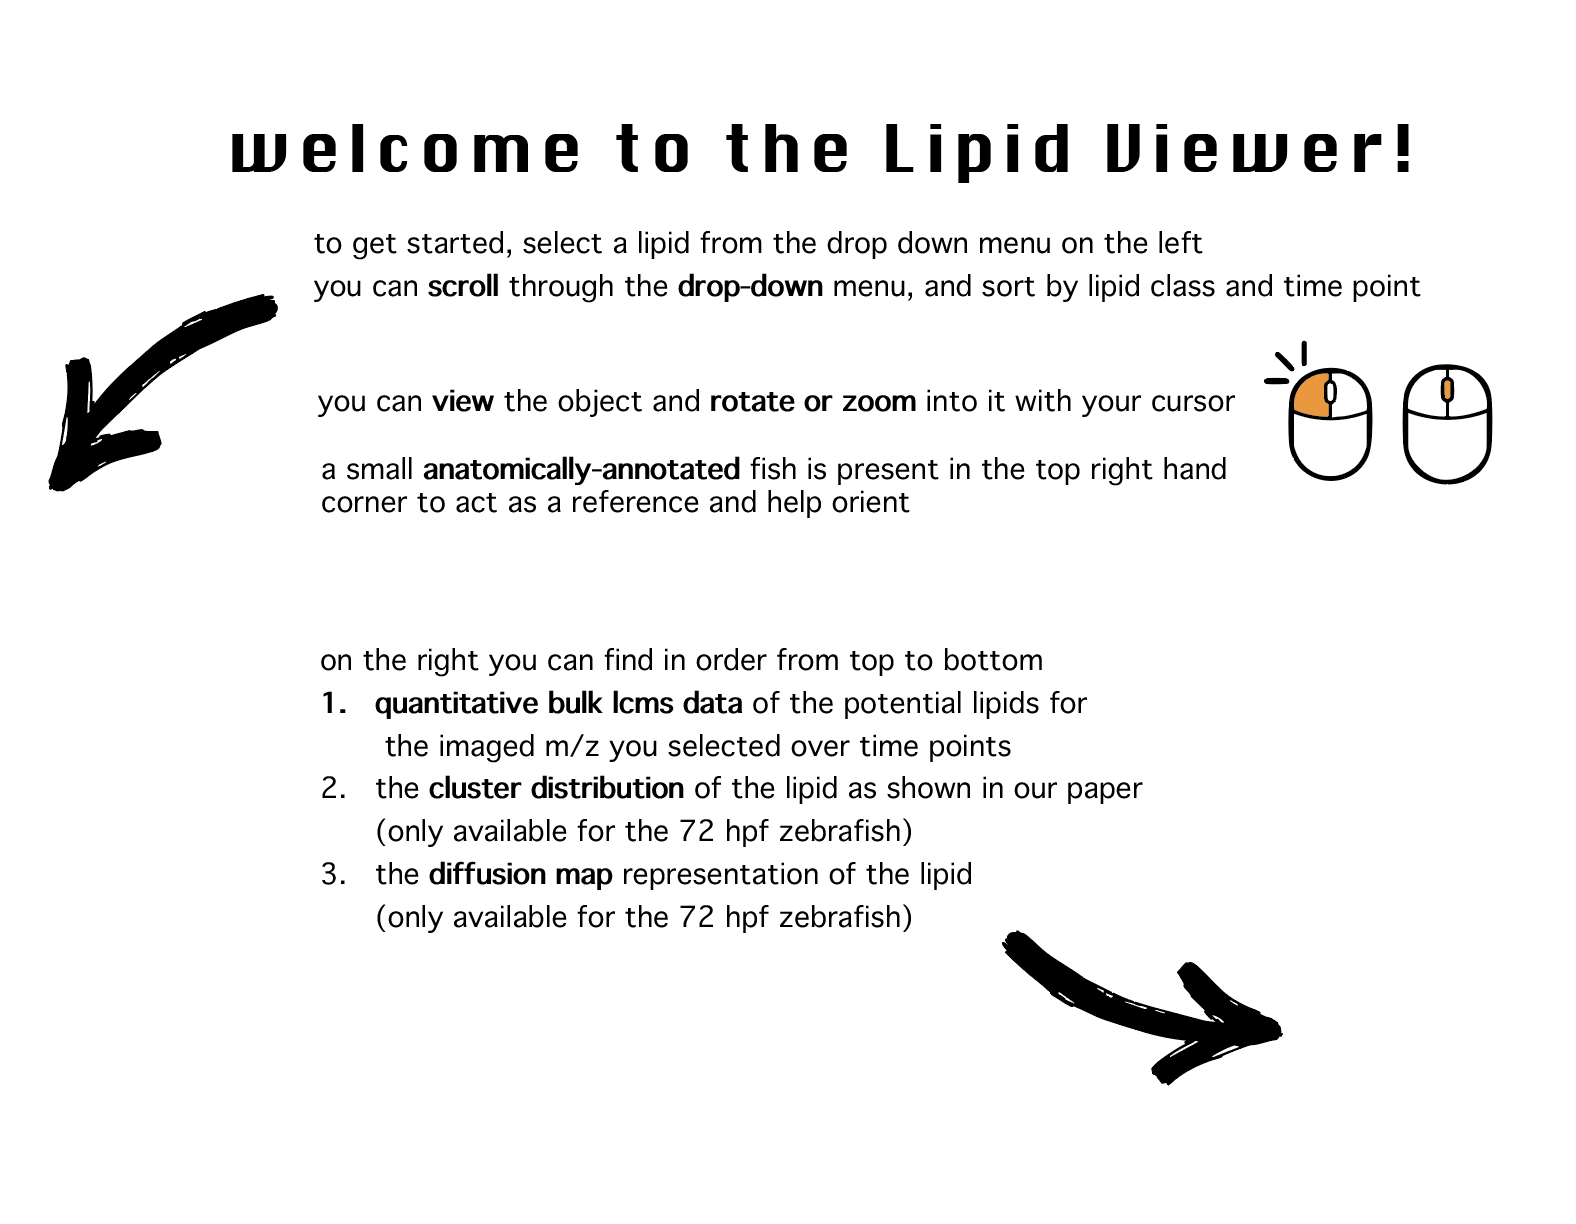 welcome to the Lipid Viewer!
to get started, select a lipid from the drop down menu on the left
you can scroll through the drop-down menu, and sort by lipid class and time point
you can view the object and rotate or zoom into it with your cursor
a small anatomically-annotated fish is present in the top right hand
corner to act as a reference and help orient
on the right you can find in order from top to bottom
1. quantitative bulk lcms data of the potential lipids for
the imaged m/z you selected over time points
2. the cluster distribution of the lipid as shown in our paper
(only available for the 72 hpf zebrafish)
3. the diffusion map representation of the lipid
(only available for the 72 hpf zebrafish)